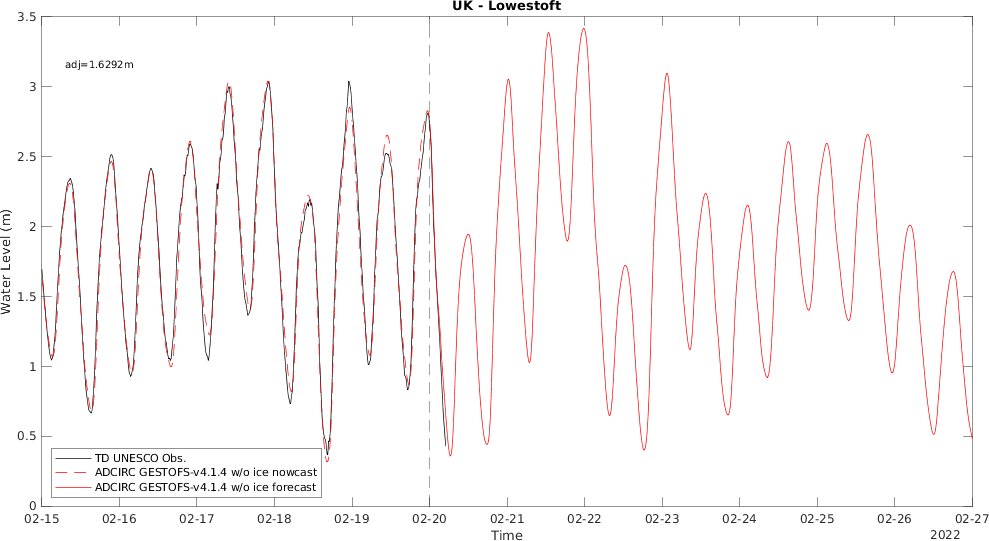 UK - Lowestoft
3.5
adj=1.6292m
3
2.5
2
Water Level (m)
1.5
1
0.5
TD UNESCO Obs.
ADCIRC GESTOFS-v4.1.4 w/o ice nowcast
ADCIRC GESTOFS-v4.1.4 w/o ice forecast
0
02-15 02-16 02-17 02-18 02-19 02-20 02-21 02-22 02-23 02-24 02-25 02-26 02-27
Time
2022